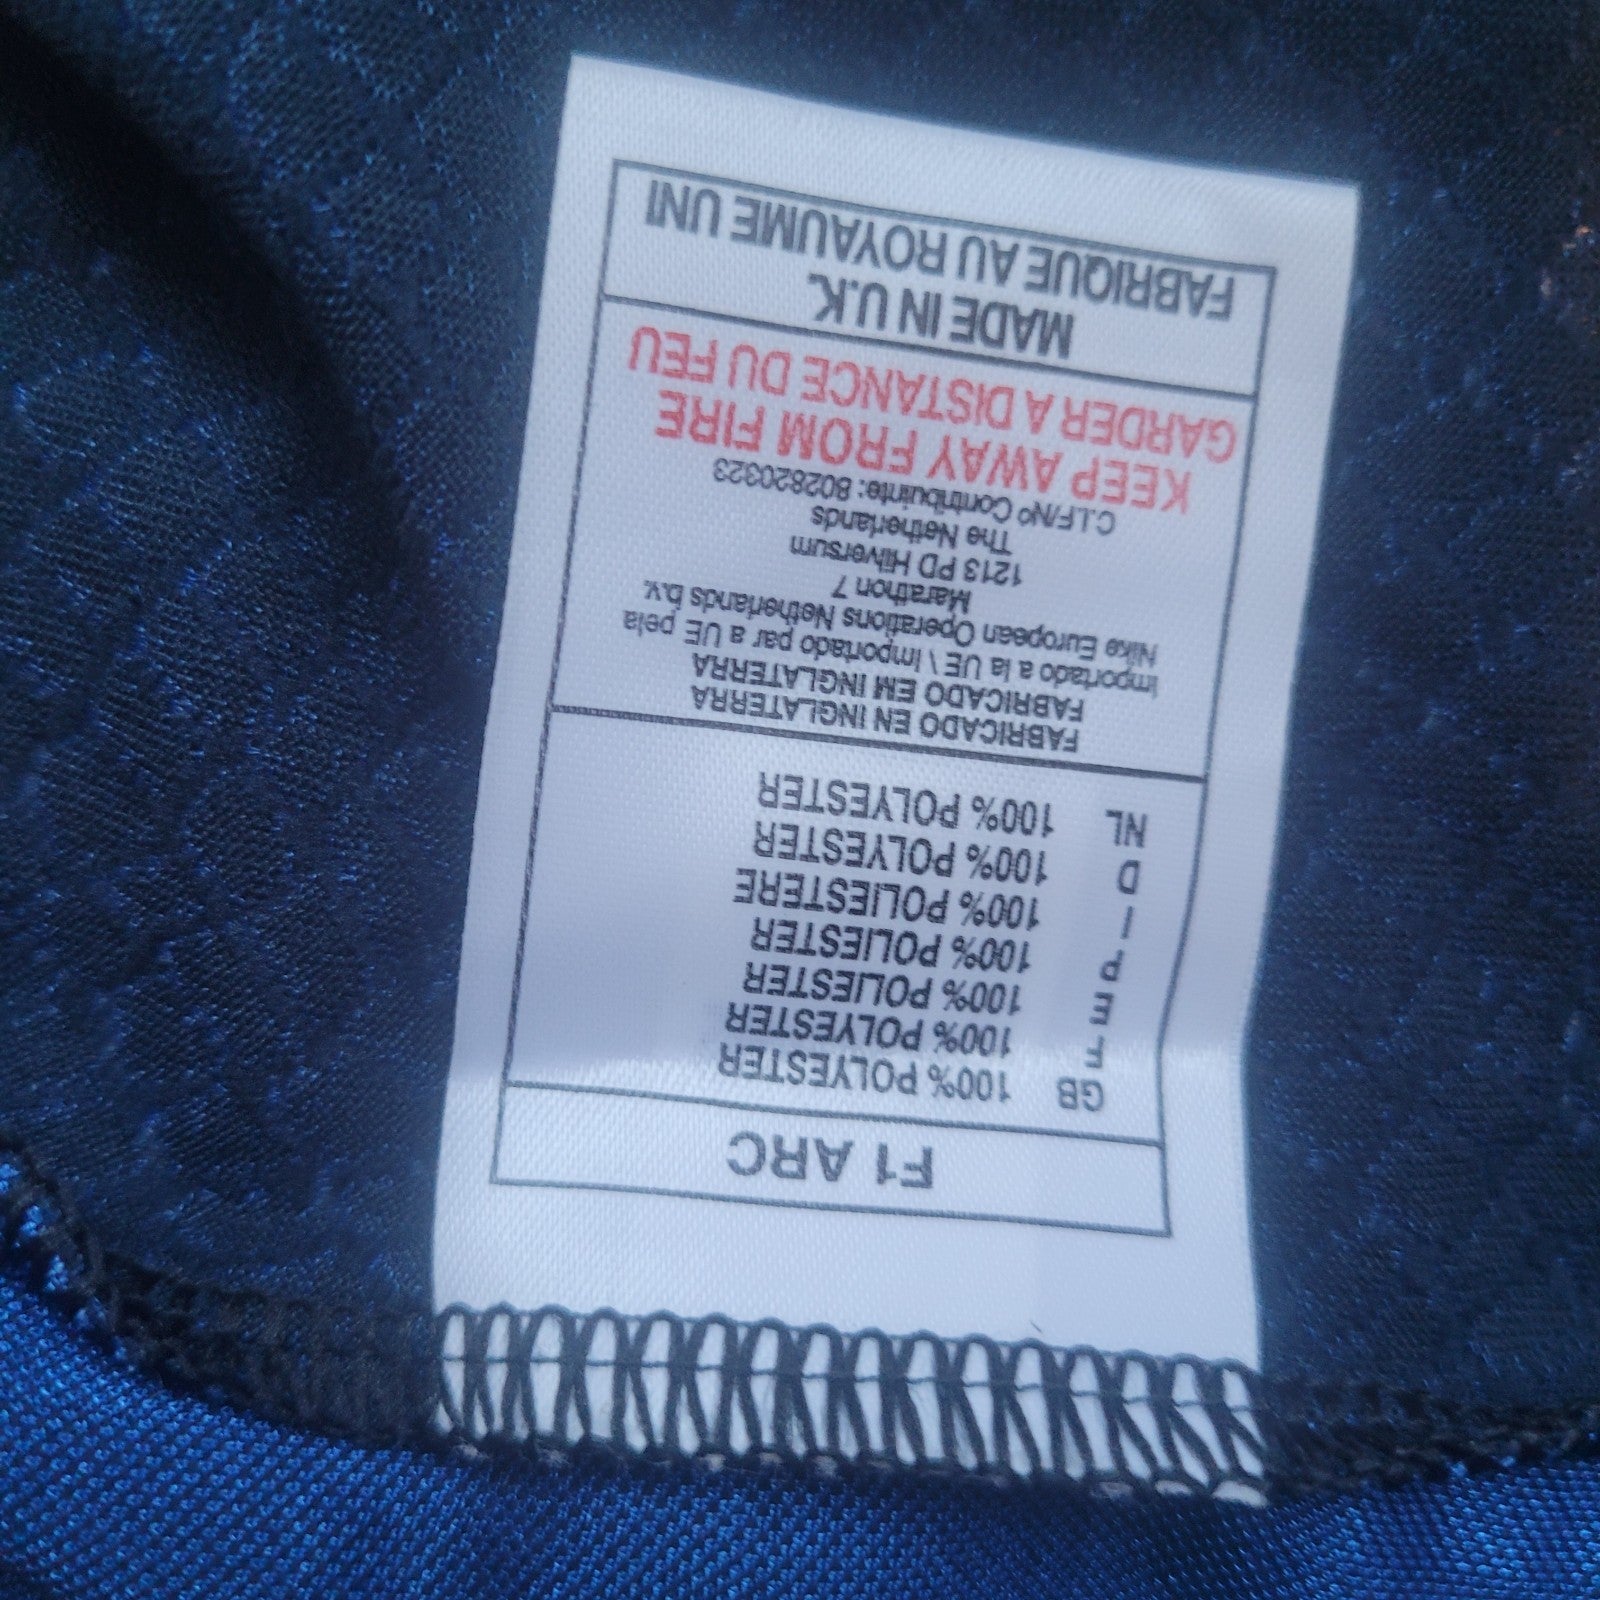 F1 ARC
GB 100% POLYESTER
F 100% POLYESTER
E 100% POLIESTER
P 100% POLIESTER
I 100% POLIESTERE
D 100% POLYESTER
NL 100% POLYESTER
FABRICADO EN INGLATERRA
FABRICADO EM INGLATERRA
Importado a la UE \ Importado par a UE pela
Nike European Operations Netherlands b.v.
Marathon 7
1213 PD Hilversum
The Netherlands
C.I.F/Nº Contribuinte: 802820323
KEEP AWAY FROM FIRE
GARDER A DISTANCE DU FEU
MADE IN U.K.
FABRIQUE AU ROYAUME UNI